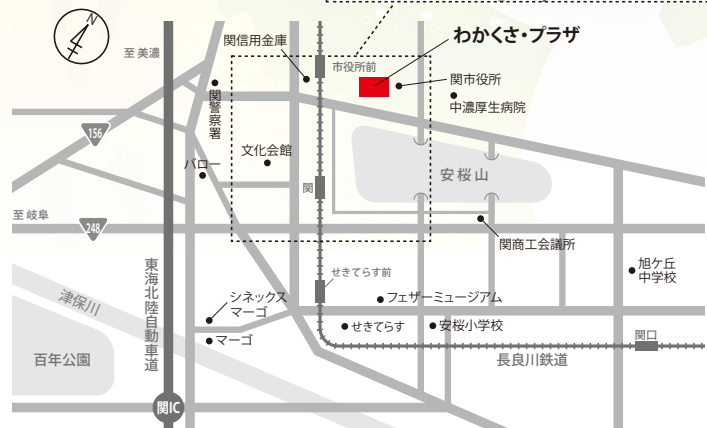 N
至 美濃
関信用金庫
わかくさ・プラザ
市役所前
関市役所
中濃厚生病院
関警察署
156
文化会館
バロー
安桜山
関
至 岐阜
248
関商工会議所
東海北陸自動車道
せきてらす前
旭ケ丘
中学校
津保川
シネックス
マーゴ
フェザーミュージアム
せきてらす
安桜小学校
マーゴ
関口
百年公園
長良川鉄道
関IC